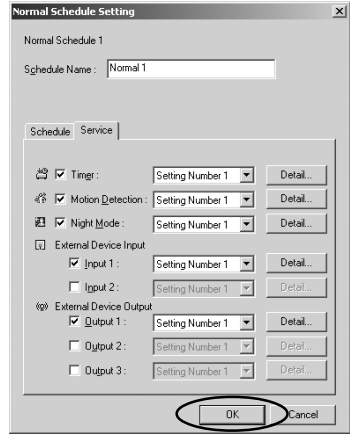 Normal Schedule Setting
Normal Schedule 1
Schedule Name : Normal 1
Schedule Service
Timer : Setting Number 1 Detail...
Motion Detection : Setting Number 1 Detail...
Night Mode : Setting Number 1 Detail...
External Device Input
Input 1 : Setting Number 1 Detail...
Input 2 : Setting Number 1 Detail...
External Device Output
Output 1 : Setting Number 1 Detail...
Output 2 : Setting Number 1 Detail...
Output 3 : Setting Number 1 Detail...
OK Cancel